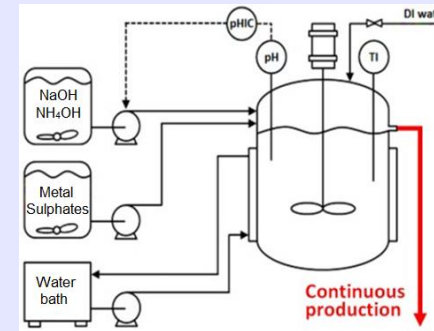 pHIC
DI wat
pH
TI
NaOH
NH₄OH
Metal
Sulphates
Water
bath
Continuous
production